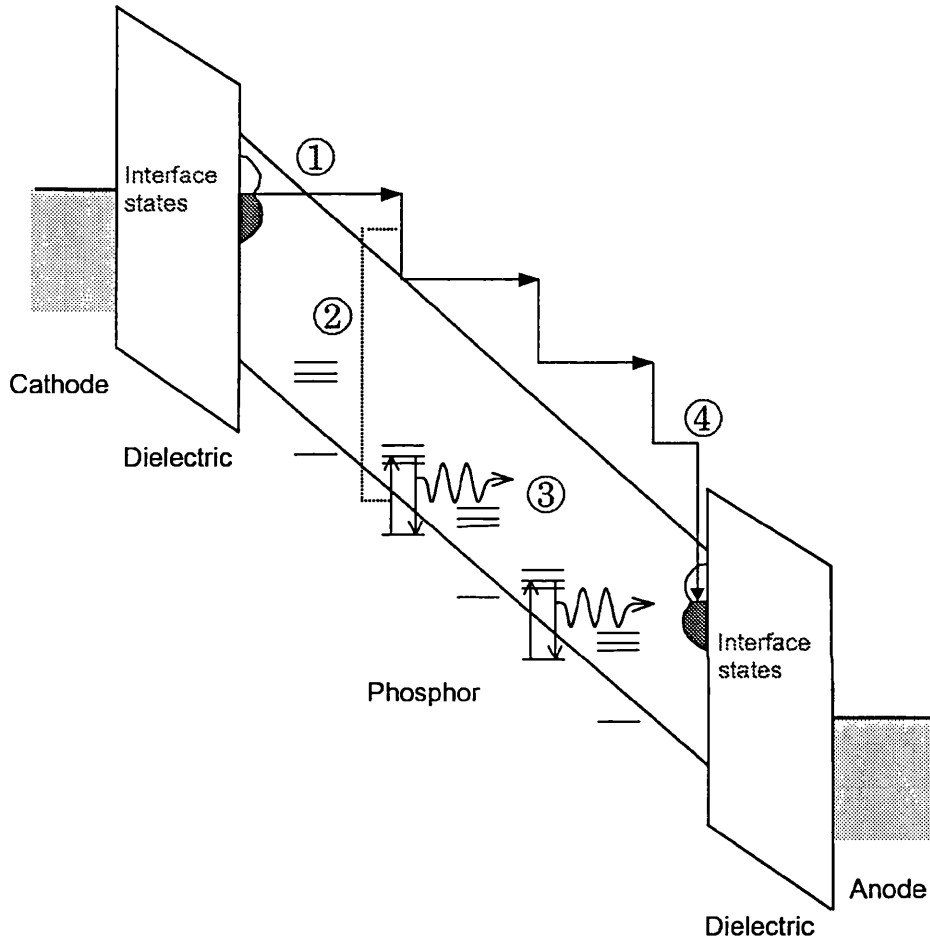 ①
Interface
states
②
Cathode
Dielectric
④
③
Interface
states
Phosphor
Anode
Dielectric